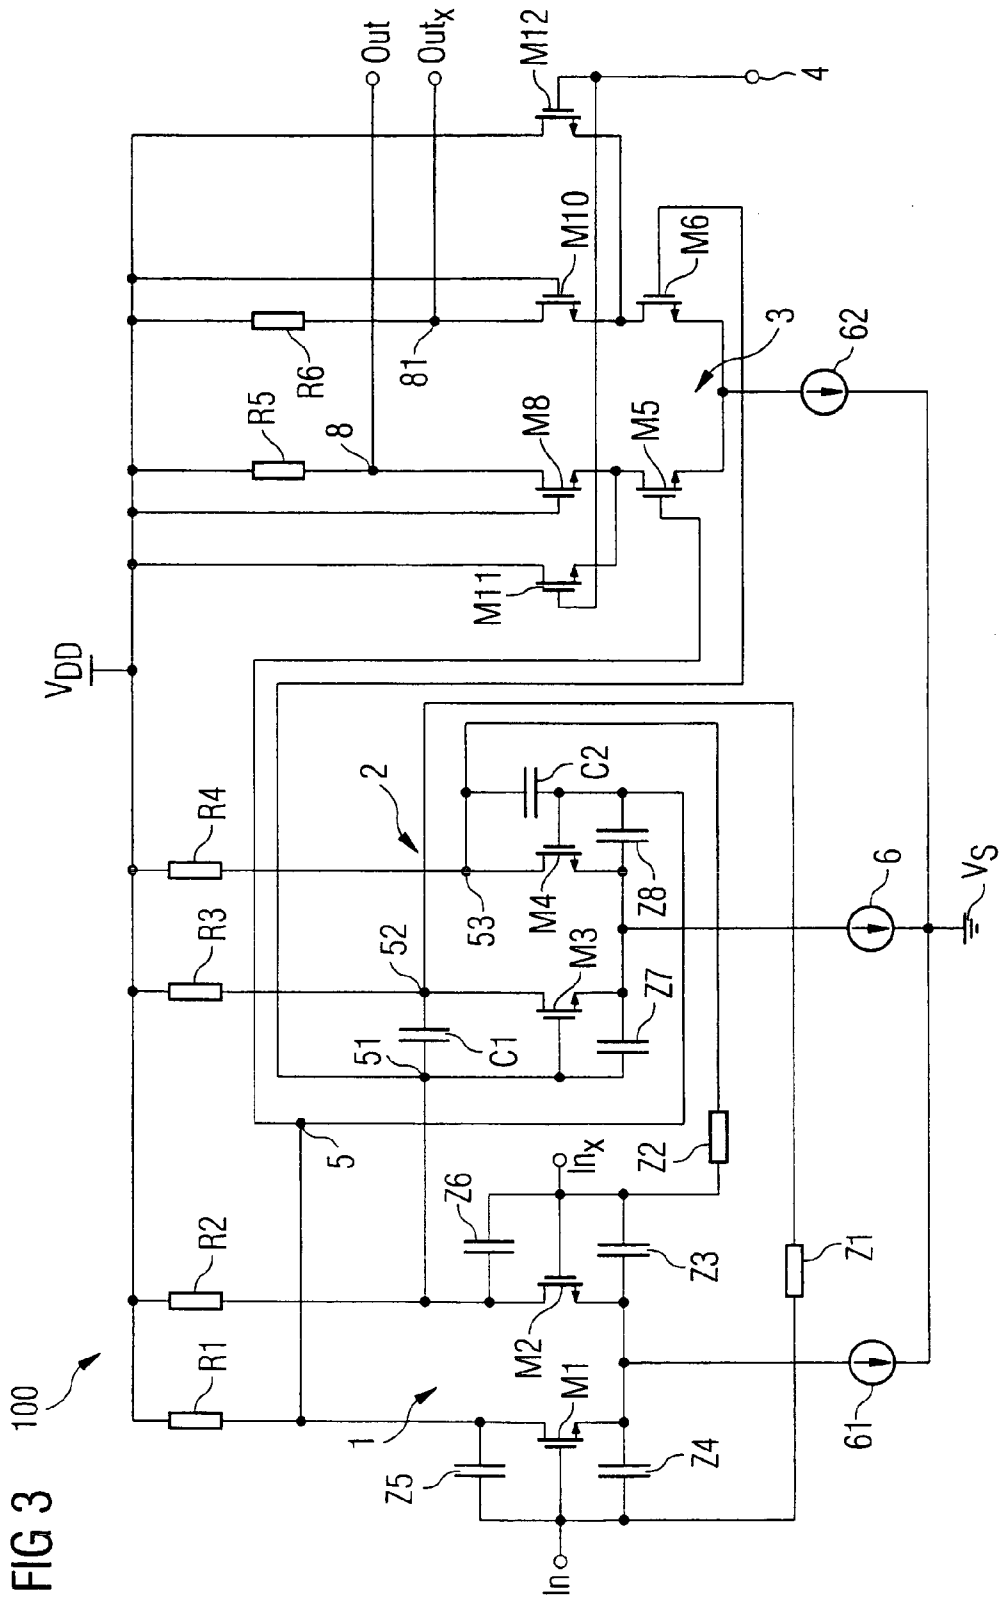 FIG 3
100
VDD
R1
R2
R3
R4
R5
R6
Out
Outx
8
81
1
2
51
52
53
5
C1
C2
Z5
Z6
M1
M2
M3
M4
M8
M10
M11
M12
In
Inx
Z4
Z3
Z7
Z8
M5
M6
3
4
Z2
Z1
61
6
62
VS